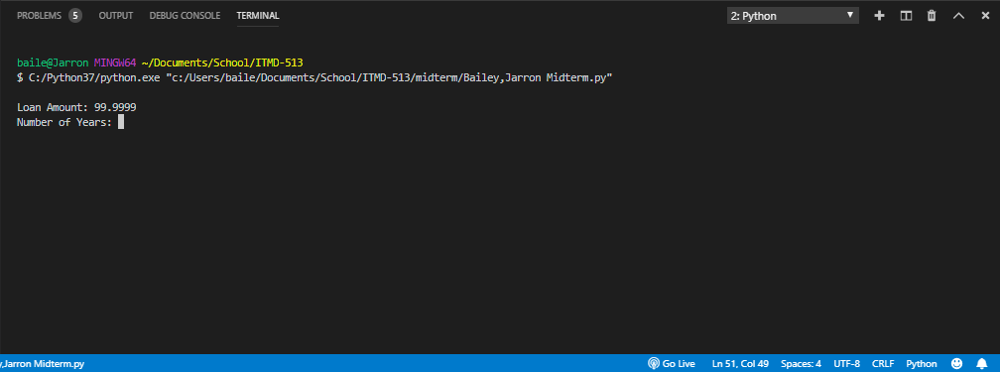 PROBLEMS 5 OUTPUT DEBUG CONSOLE TERMINAL 2: Python
baile@Jarron MINGW64 ~/Documents/School/ITMD-513
$ C:/Python37/python.exe "c:/Users/baile/Documents/School/ITMD-513/midterm/Bailey,Jarron Midterm.py"
Loan Amount: 99.9999
Number of Years:
y,Jarron Midterm.py Go Live Ln 51, Col 49 Spaces: 4 UTF-8 CRLF Python